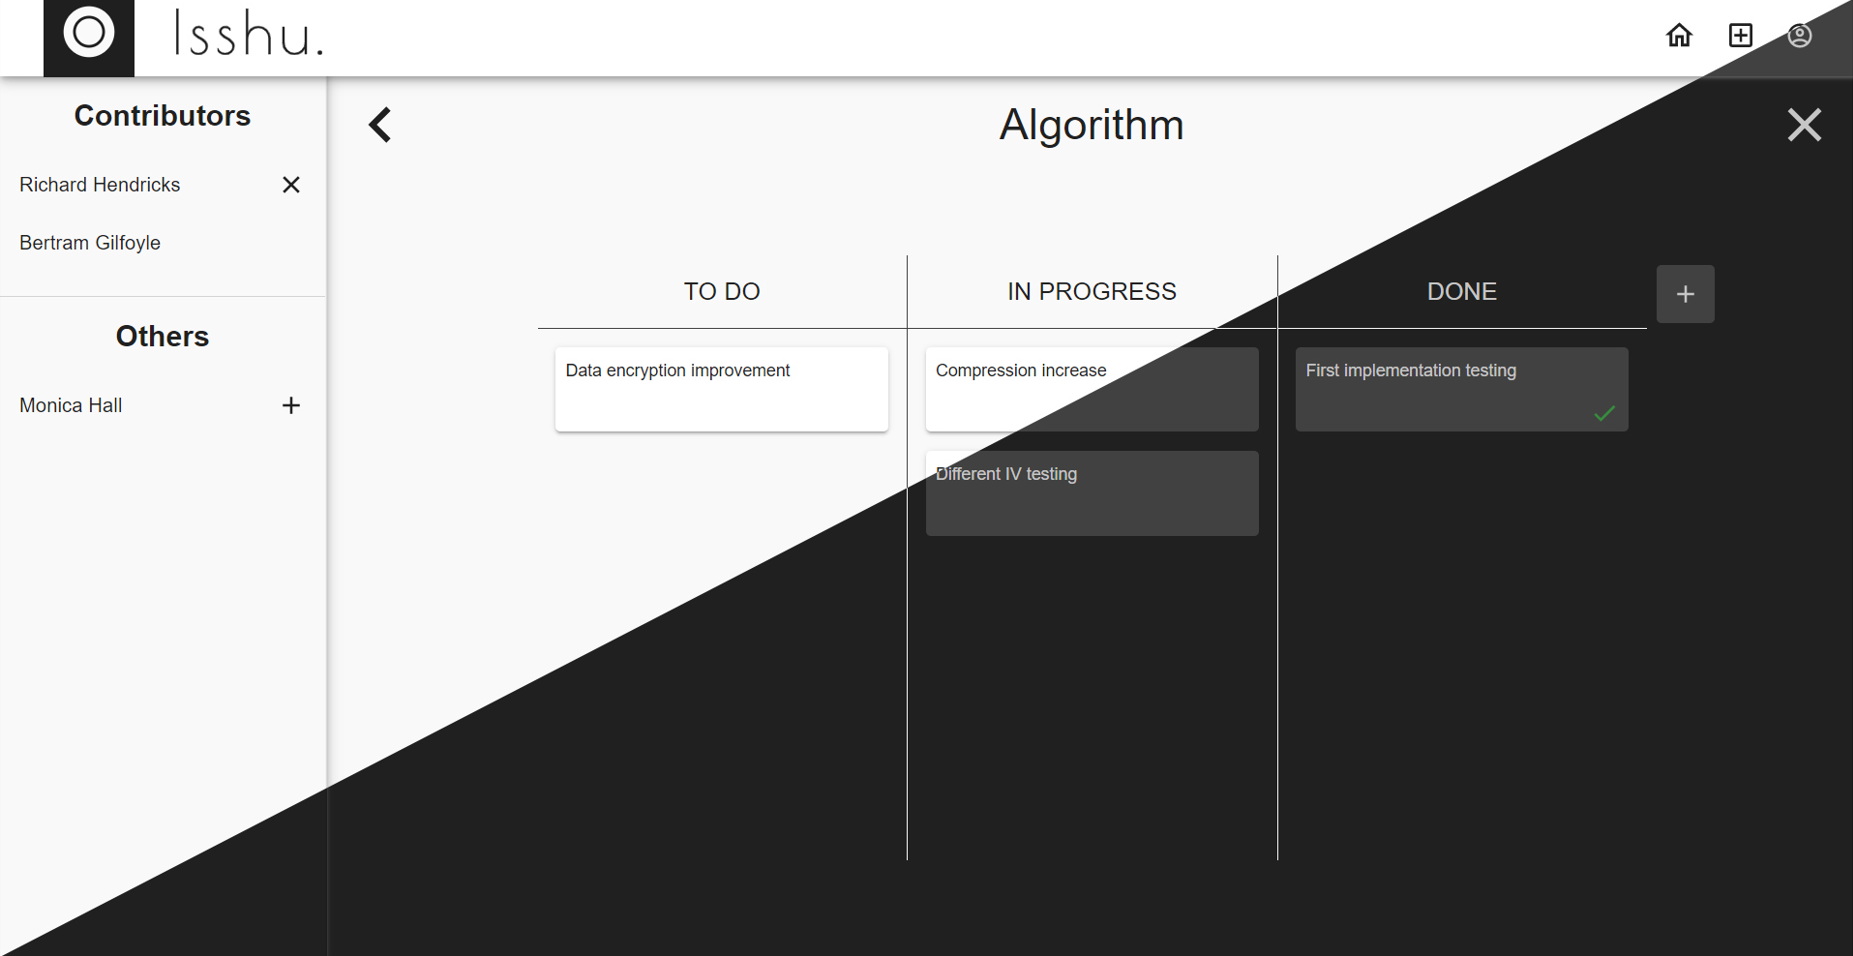 Isshu.
Contributors
Richard Hendricks
Bertram Gilfoyle
Others
Monica Hall
Algorithm
TO DO
IN PROGRESS
DONE
Data encryption improvement
Compression increase
Different IV testing
First implementation testing